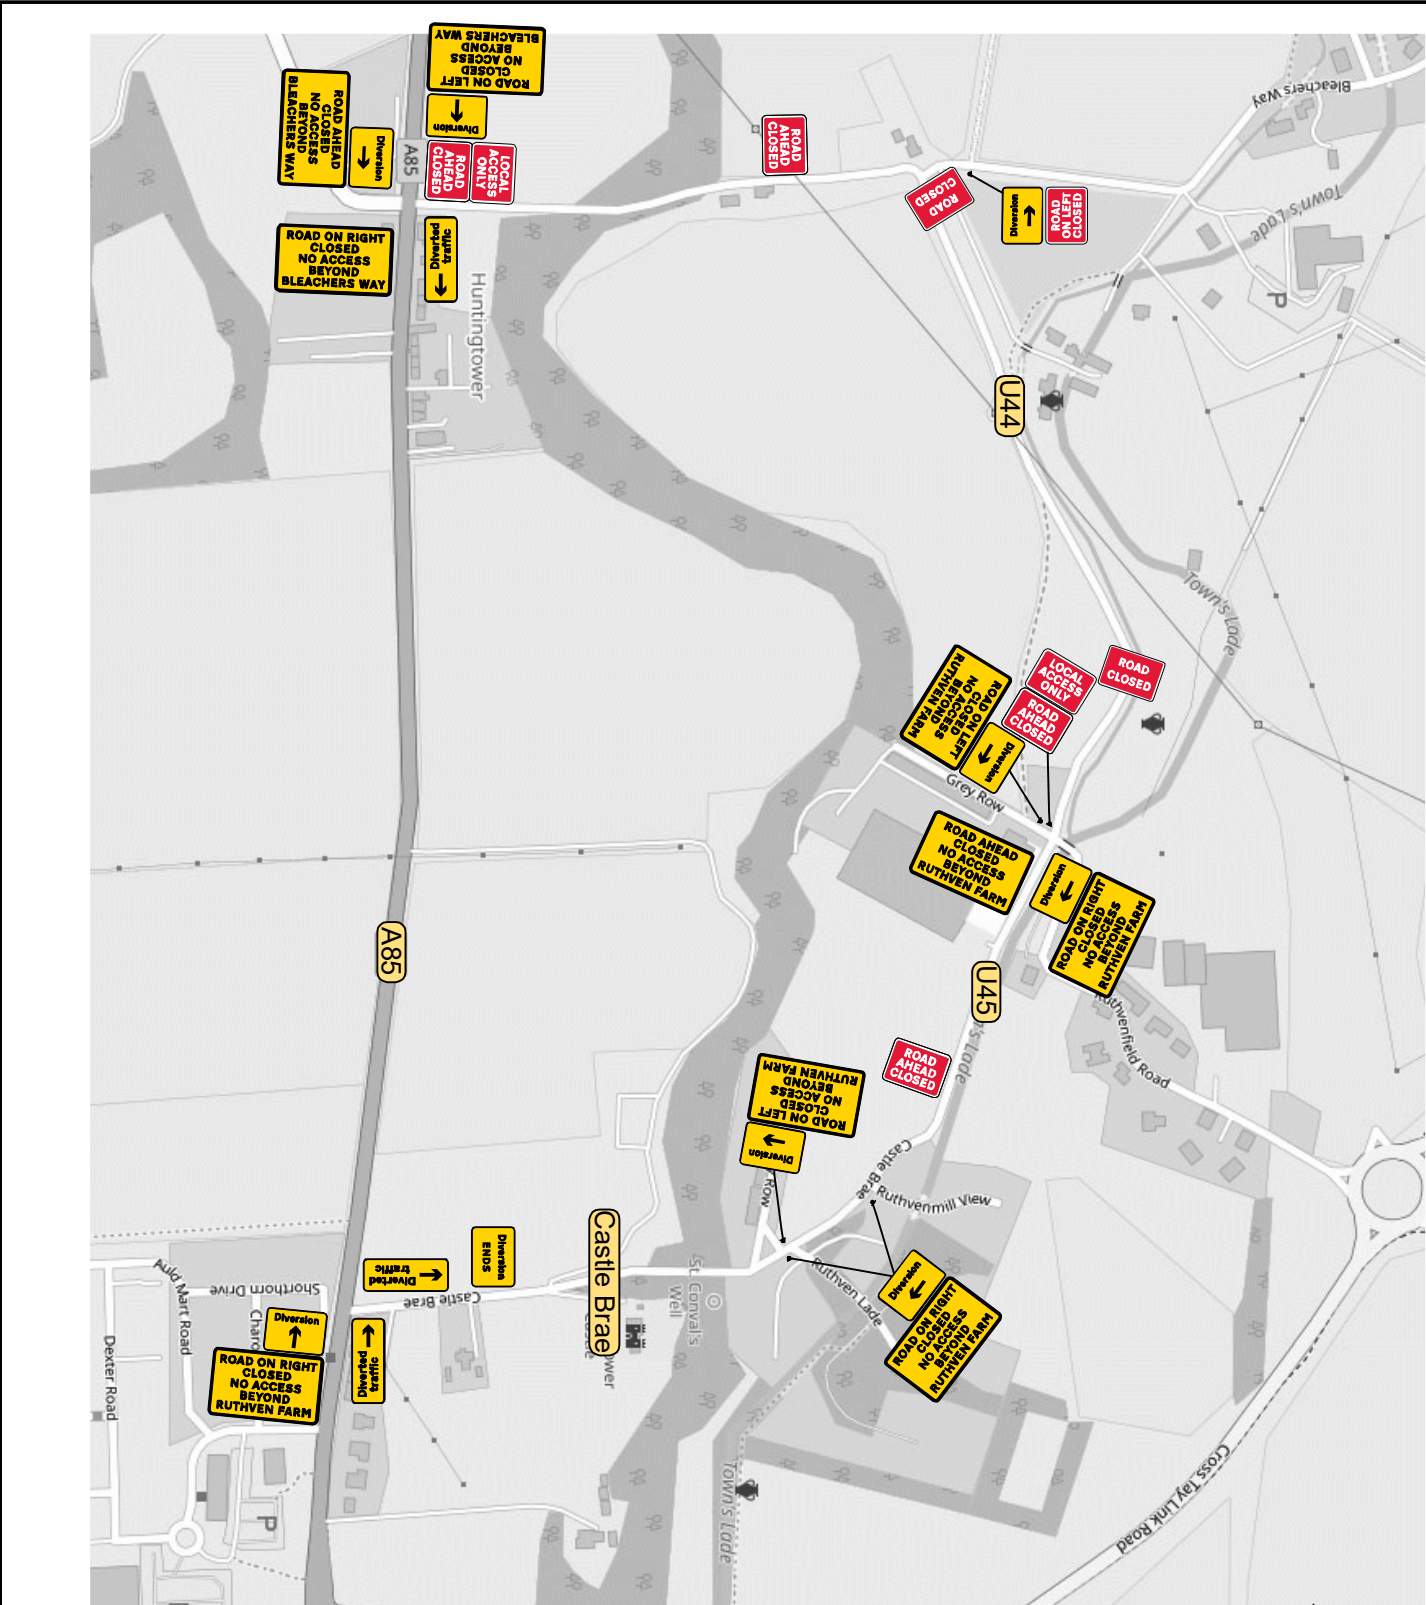 ROAD ON LEFT
CLOSED
NO ACCESS
BEYOND
BLEACHERS WAY
Diversion
ROAD AHEAD
CLOSED
NO ACCESS
BEYOND
BLEACHERS WAY
Diversion
A85
LOCAL
ACCESS
ONLY
ROAD
AHEAD
CLOSED
ROAD ON RIGHT
CLOSED
NO ACCESS
BEYOND
BLEACHERS WAY
Diverted
traffic
Huntingtower
ROAD
AHEAD
CLOSED
ROAD
CLOSED
Diversion
ROAD
ON LEFT
CLOSED
Bleachers Way
Town's Lade
P
U44
Town's Lade
ROAD ON LEFT
CLOSED
NO ACCESS
BEYOND
RUTHVEN FARM
Diversion
LOCAL
ACCESS
ONLY
ROAD
AHEAD
CLOSED
ROAD
CLOSED
Grey Row
ROAD AHEAD
CLOSED
NO ACCESS
BEYOND
RUTHVEN FARM
Diversion
ROAD ON RIGHT
CLOSED
NO ACCESS
BEYOND
RUTHVEN FARM
A85
U45
Ruthvenfield Road
's Lade
ROAD
AHEAD
CLOSED
ROAD ON LEFT
CLOSED
NO ACCESS
BEYOND
RUTHVEN FARM
Diversion
Row
Castle Brae
Ruthvenmill View
Ruthven Lade
Diversion
ROAD ON RIGHT
CLOSED
NO ACCESS
BEYOND
RUTHVEN FARM
Castle Brae
St. Conval's
Well
Diversion
ENDS
Diverted
traffic
Castle Brae
Auld Mart Road
Shorthorn Drive
Dexter Road
Diversion
ROAD ON RIGHT
CLOSED
NO ACCESS
BEYOND
RUTHVEN FARM
Diverted
traffic
P
Town's Lade
Cross Tay Link Road